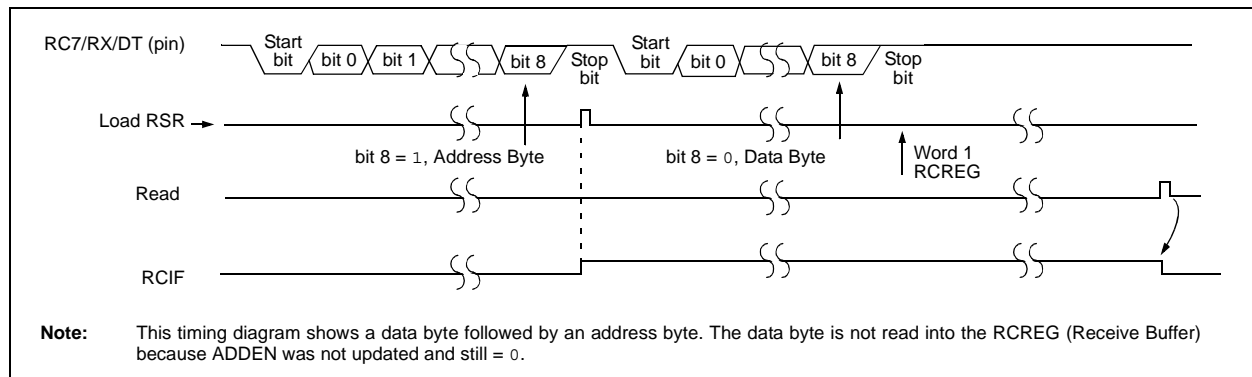 RC7/RX/DT (pin)
Start bit
bit 0
bit 1
bit 8
Stop bit
Start bit
bit 0
bit 8
Stop bit
Load RSR
bit 8 = 1, Address Byte
bit 8 = 0, Data Byte
Word 1
RCREG
Read
RCIF
Note: This timing diagram shows a data byte followed by an address byte. The data byte is not read into the RCREG (Receive Buffer)
because ADDEN was not updated and still = 0.